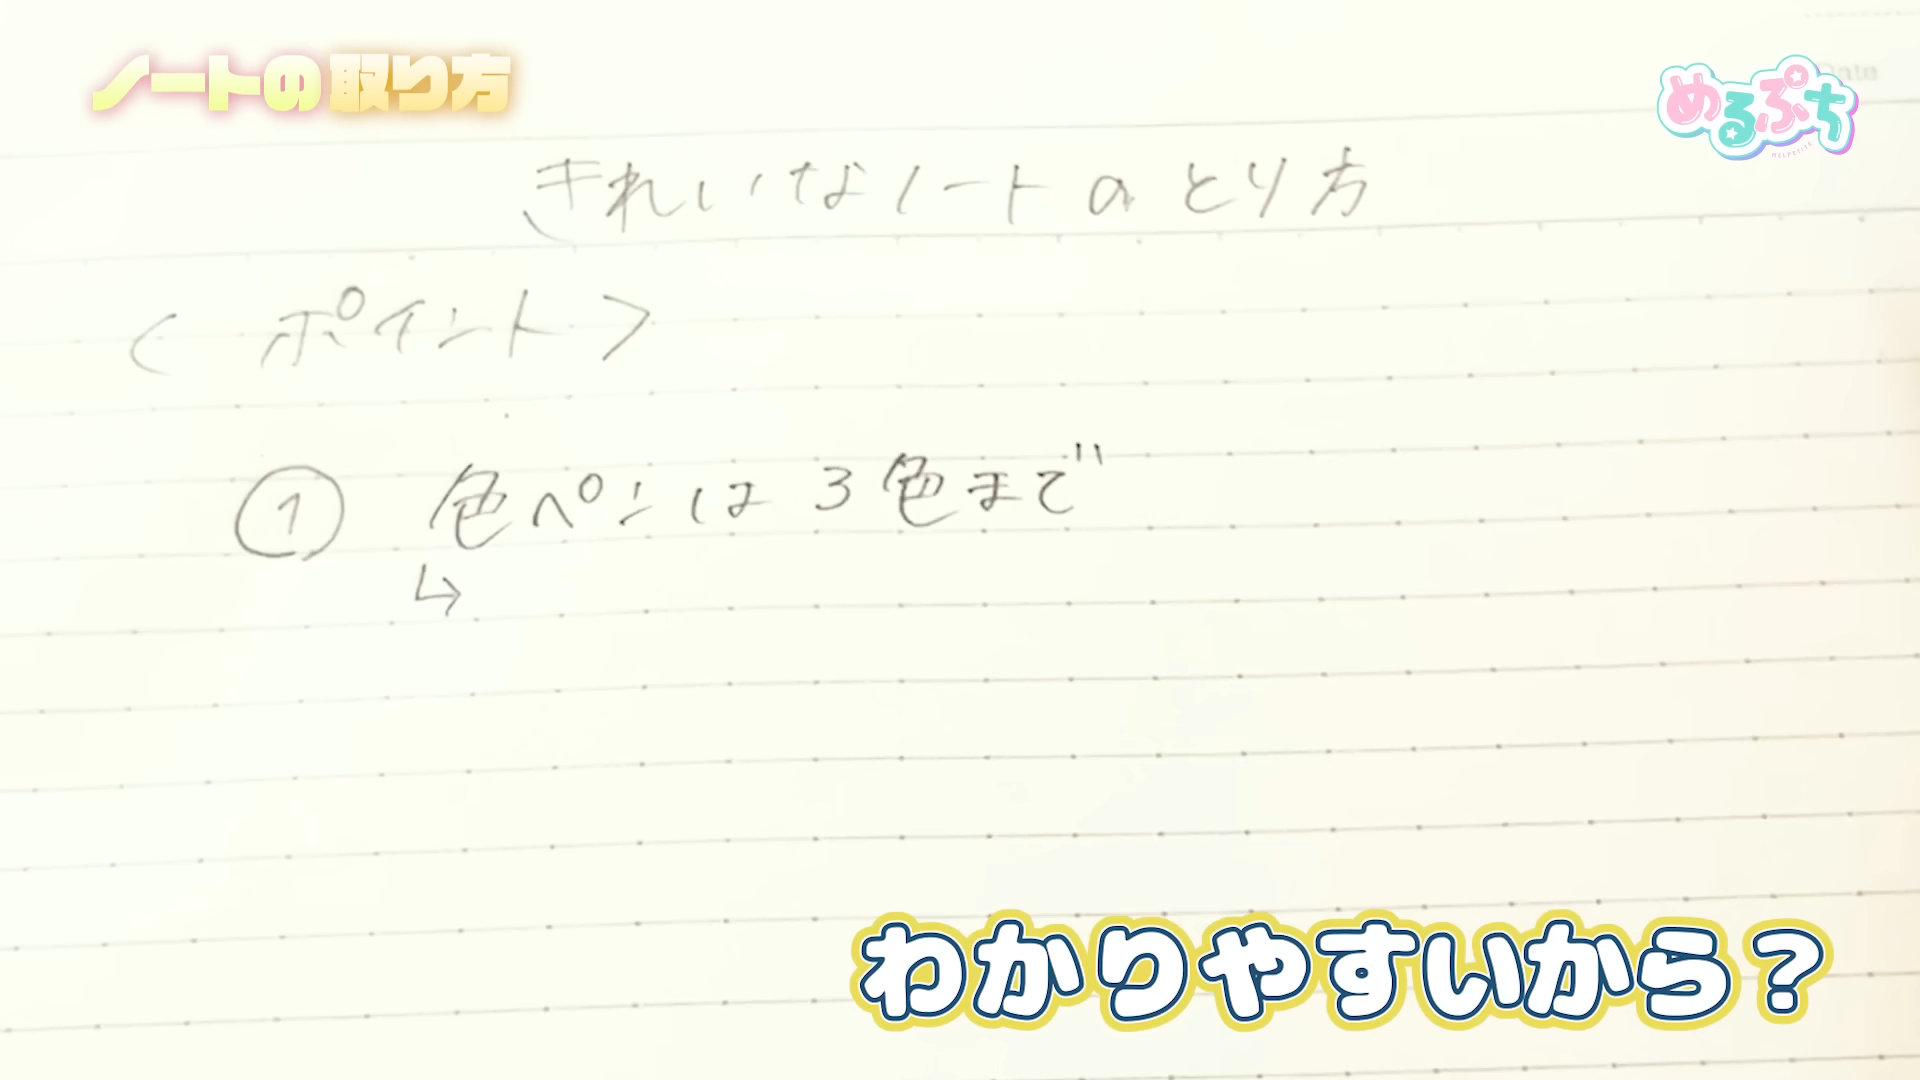 ノートの取り方
めるぷち
MELPETIT
Date
きれいなノートのとり方
< ポイント >
① 色ペンは3色まで
↳
わかりやすいから？